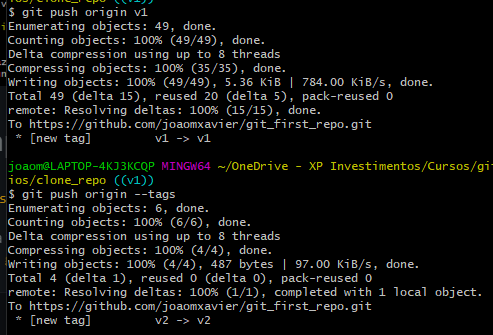 ios/clone_repo ((v1))
$ git push origin v1
Enumerating objects: 49, done.
Counting objects: 100% (49/49), done.
Delta compression using up to 8 threads
Compressing objects: 100% (35/35), done.
Writing objects: 100% (49/49), 5.36 KiB | 784.00 KiB/s, done.
Total 49 (delta 15), reused 20 (delta 5), pack-reused 0
remote: Resolving deltas: 100% (15/15), done.
To https://github.com/joaomxavier/git_first_repo.git
 * [new tag]         v1 -> v1
joaom@LAPTOP-4KJ3KCQP MINGW64 ~/OneDrive - XP Investimentos/Cursos/gi
ios/clone_repo ((v1))
$ git push origin --tags
Enumerating objects: 6, done.
Counting objects: 100% (6/6), done.
Delta compression using up to 8 threads
Compressing objects: 100% (4/4), done.
Writing objects: 100% (4/4), 487 bytes | 97.00 KiB/s, done.
Total 4 (delta 1), reused 0 (delta 0), pack-reused 0
remote: Resolving deltas: 100% (1/1), completed with 1 local object.
To https://github.com/joaomxavier/git_first_repo.git
 * [new tag]         v2 -> v2